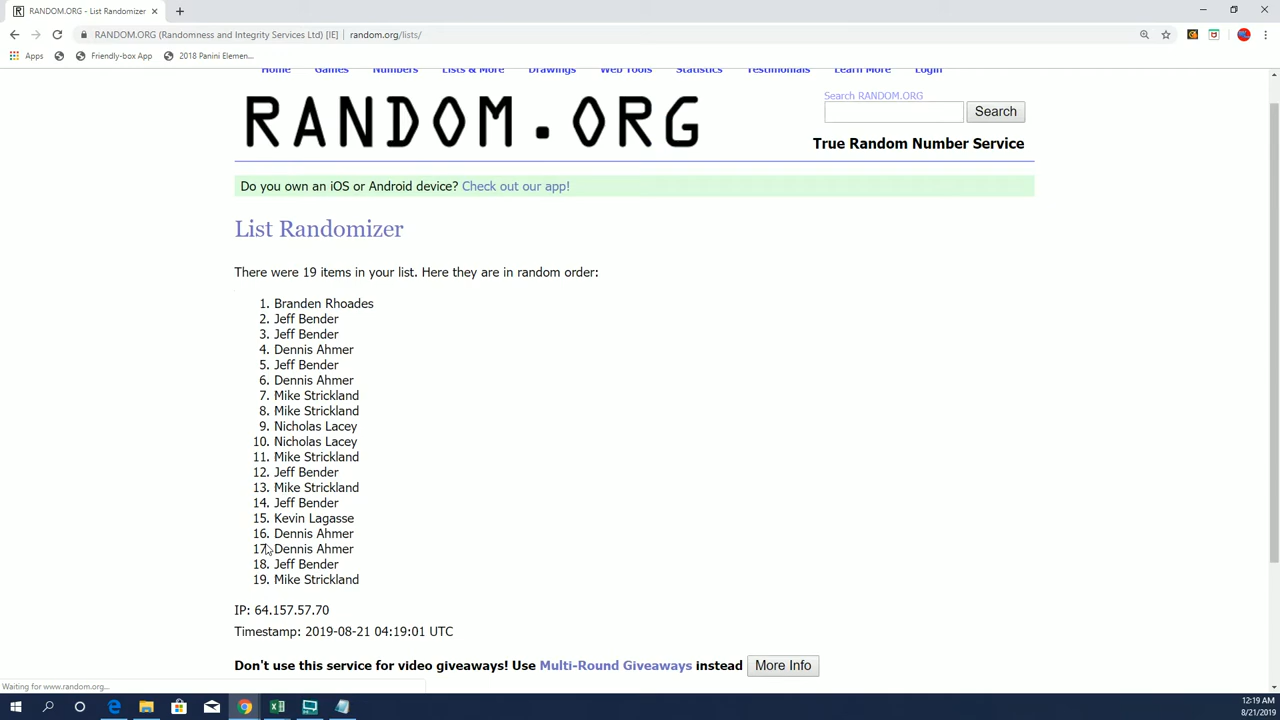 RANDOM.ORG - List Randomizer
RANDOM.ORG (Randomness and Integrity Services Ltd) [IE] | random.org/lists/
Apps Friendly-box App 2018 Panini Elemen...
Home Games Numbers Lists & More Drawings Web Tools Statistics Testimonials Learn More Login
RANDOM.ORG
Search RANDOM.ORG
Search
True Random Number Service
Do you own an iOS or Android device? Check out our app!
List Randomizer
There were 19 items in your list. Here they are in random order:
1. Branden Rhoades
2. Jeff Bender
3. Jeff Bender
4. Dennis Ahmer
5. Jeff Bender
6. Dennis Ahmer
7. Mike Strickland
8. Mike Strickland
9. Nicholas Lacey
10. Nicholas Lacey
11. Mike Strickland
12. Jeff Bender
13. Mike Strickland
14. Jeff Bender
15. Kevin Lagasse
16. Dennis Ahmer
17. Dennis Ahmer
18. Jeff Bender
19. Mike Strickland
IP: 64.157.57.70
Timestamp: 2019-08-21 04:19:01 UTC
Don't use this service for video giveaways! Use Multi-Round Giveaways instead More Info
Waiting for www.random.org...
12:19 AM
8/21/2019